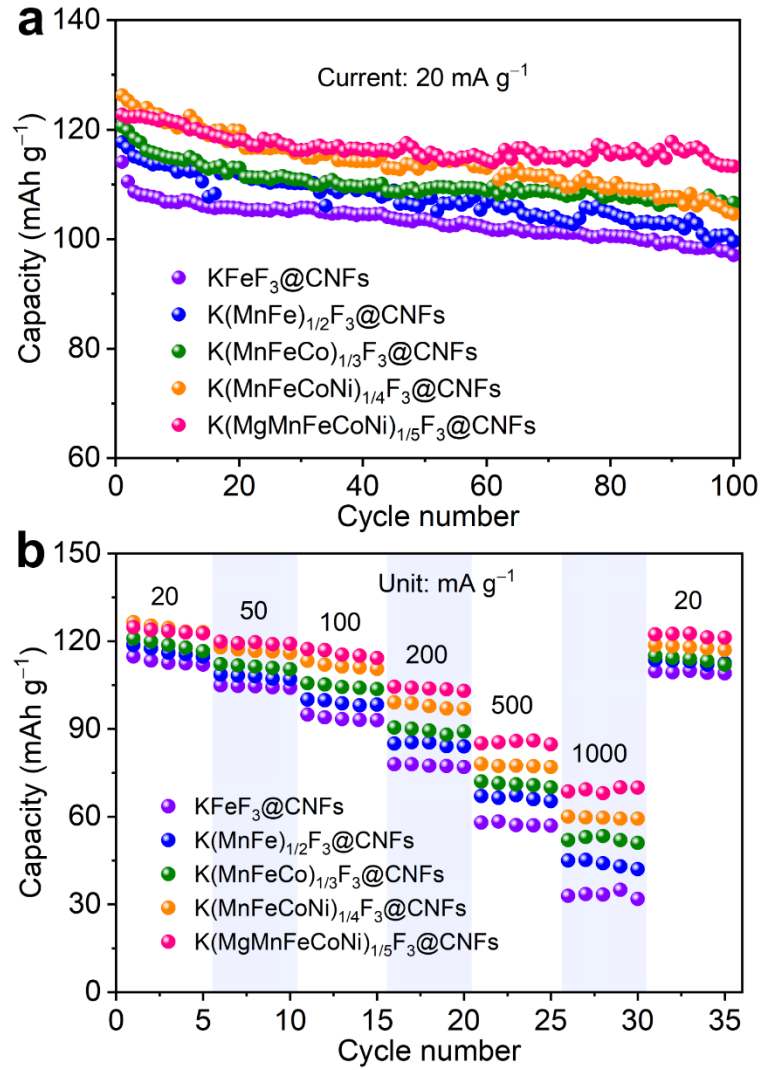 a
Capacity (mAh g⁻¹)
140
120
100
80
60
Current: 20 mA g⁻¹
KFeF₃@CNFs
K(MnFe)₁/₂F₃@CNFs
K(MnFeCo)₁/₃F₃@CNFs
K(MnFeCoNi)₁/₄F₃@CNFs
K(MgMnFeCoNi)₁/₅F₃@CNFs
0 20 40 60 80 100
Cycle number
b
Capacity (mAh g⁻¹)
150
120
90
60
30
0
Unit: mA g⁻¹
20 50 100 200 500 1000 20
KFeF₃@CNFs
K(MnFe)₁/₂F₃@CNFs
K(MnFeCo)₁/₃F₃@CNFs
K(MnFeCoNi)₁/₄F₃@CNFs
K(MgMnFeCoNi)₁/₅F₃@CNFs
0 5 10 15 20 25 30 35
Cycle number